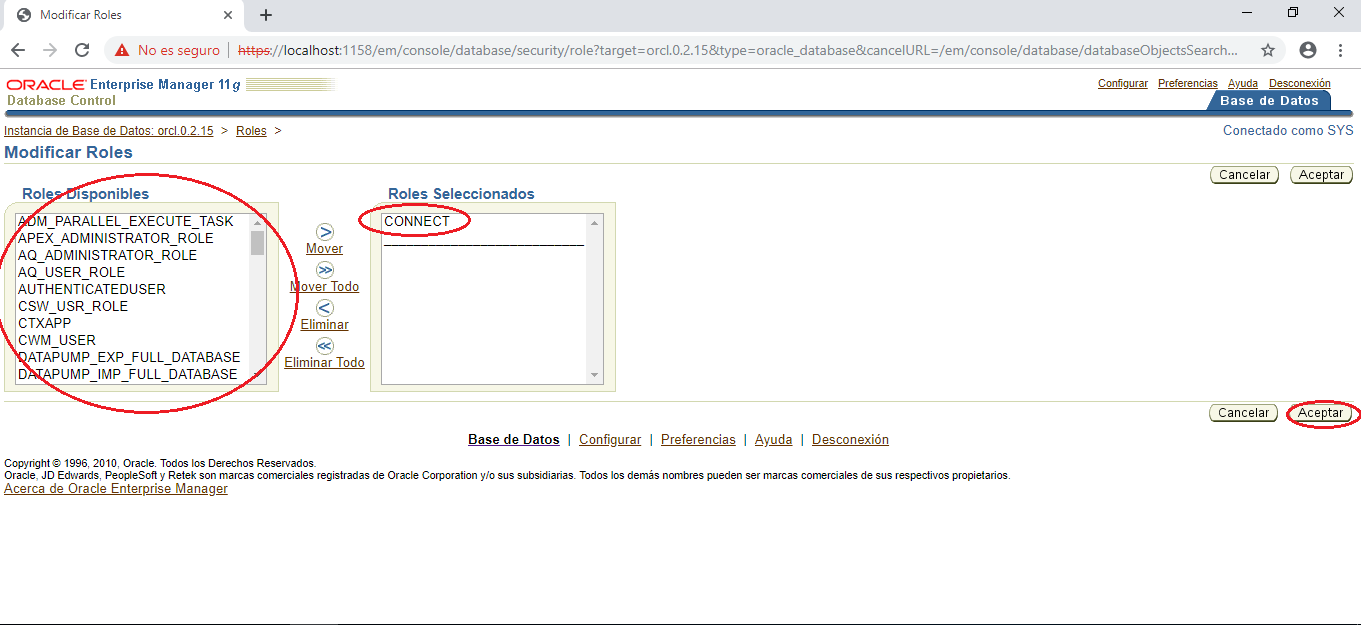 Modificar Roles
No es seguro | https://localhost:1158/em/console/database/security/role?target=orcl.0.2.15&type=oracle_database&cancelURL=/em/console/database/databaseObjectsSearch...
ORACLE Enterprise Manager 11g
Configurar Preferencias Ayuda Desconexión
Database Control
Base de Datos
Instancia de Base de Datos: orcl.0.2.15 > Roles >
Conectado como SYS
Modificar Roles
Cancelar Aceptar
Roles Disponibles
ADM_PARALLEL_EXECUTE_TASK
APEX_ADMINISTRATOR_ROLE
AQ_ADMINISTRATOR_ROLE
AQ_USER_ROLE
AUTHENTICATEDUSER
CSW_USR_ROLE
CTXAPP
CWM_USER
DATAPUMP_EXP_FULL_DATABASE
DATAPUMP_IMP_FULL_DATABASE
> Mover
>> Mover Todo
< Eliminar
<< Eliminar Todo
Roles Seleccionados
CONNECT
Cancelar Aceptar
Base de Datos | Configurar | Preferencias | Ayuda | Desconexión
Copyright © 1996, 2010, Oracle. Todos los Derechos Reservados.
Oracle, JD Edwards, PeopleSoft y Retek son marcas comerciales registradas de Oracle Corporation y/o sus subsidiarias. Todos los demás nombres pueden ser marcas comerciales de sus respectivos propietarios.
Acerca de Oracle Enterprise Manager